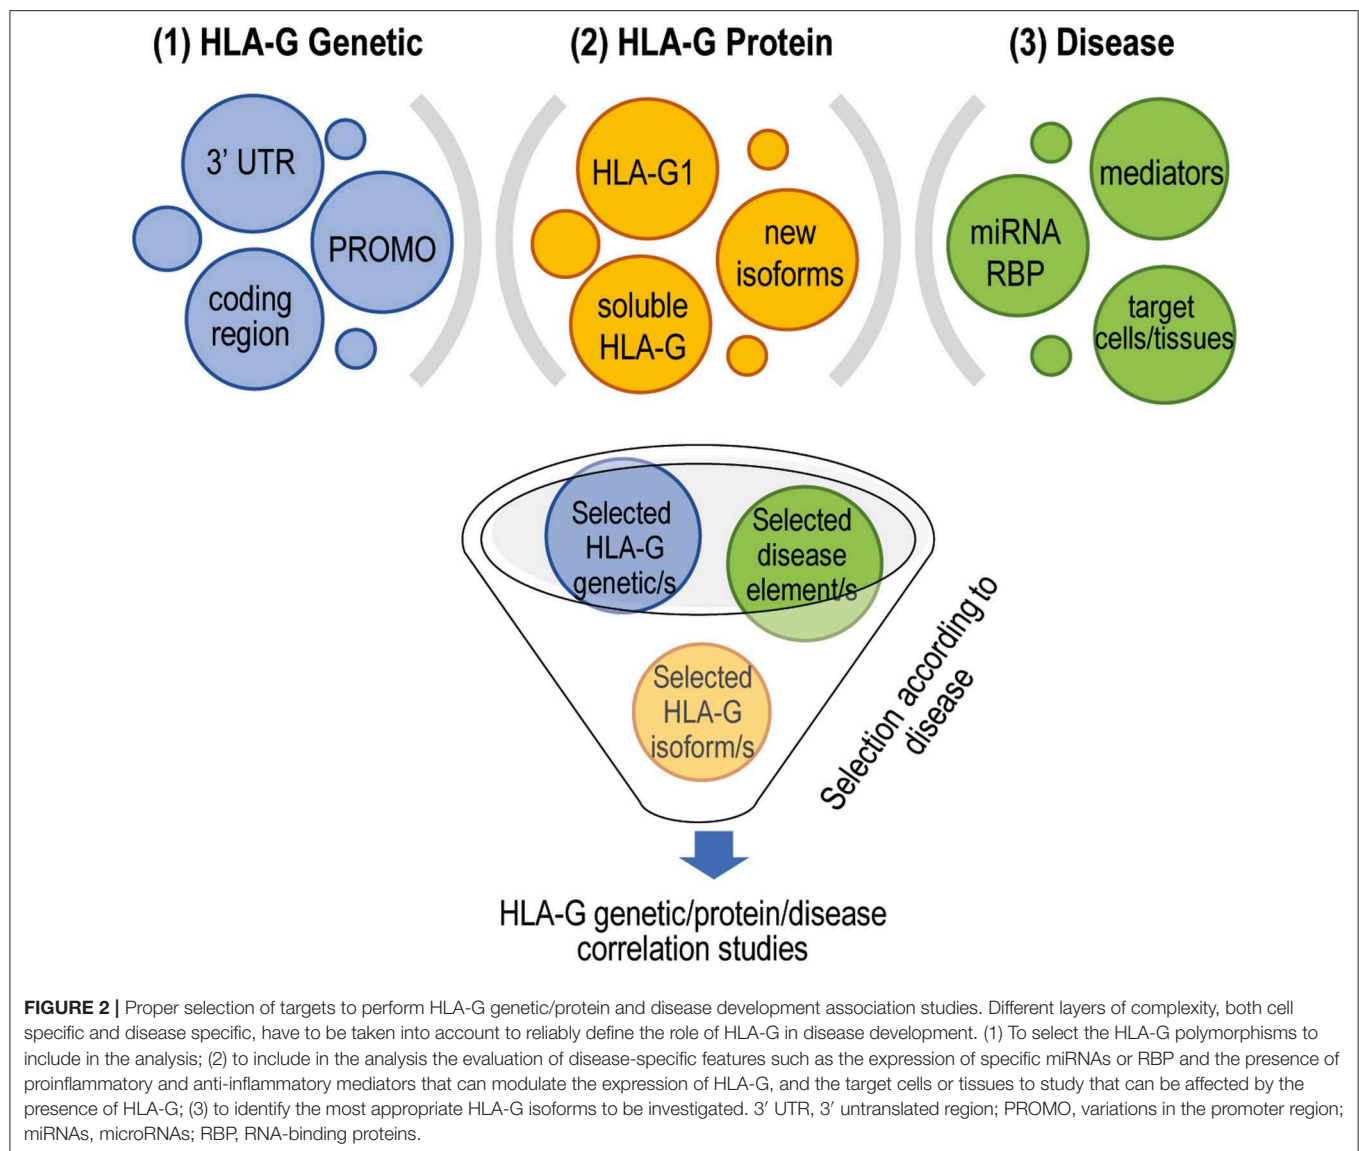 (1) HLA-G Genetic
(2) HLA-G Protein
(3) Disease
3′ UTR
PROMO
coding
region
HLA-G1
new
isoforms
soluble
HLA-G
mediators
miRNA
RBP
target
cells/tissues
Selected
HLA-G
genetic/s
Selected
disease
element/s
Selected
HLA-G
isoform/s
Selection according to
disease
HLA-G genetic/protein/disease
correlation studies
FIGURE 2 | Proper selection of targets to perform HLA-G genetic/protein and disease development association studies. Different layers of complexity, both cell
specific and disease specific, have to be taken into account to reliably define the role of HLA-G in disease development. (1) To select the HLA-G polymorphisms to
include in the analysis; (2) to include in the analysis the evaluation of disease-specific features such as the expression of specific miRNAs or RBP and the presence of
proinflammatory and anti-inflammatory mediators that can modulate the expression of HLA-G, and the target cells or tissues to study that can be affected by the
presence of HLA-G; (3) to identify the most appropriate HLA-G isoforms to be investigated. 3′ UTR, 3′ untranslated region; PROMO, variations in the promoter region;
miRNAs, microRNAs; RBP, RNA-binding proteins.